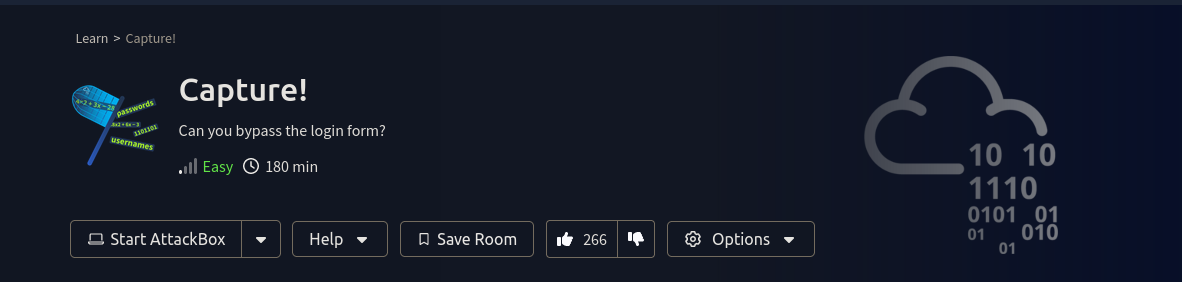 Learn > Capture!
Capture!
Can you bypass the login form?
Easy 180 min
Start AttackBox Help Save Room 266 Options
passwords
1101101
usernames
10 10
1110
0101 01
01 010
01